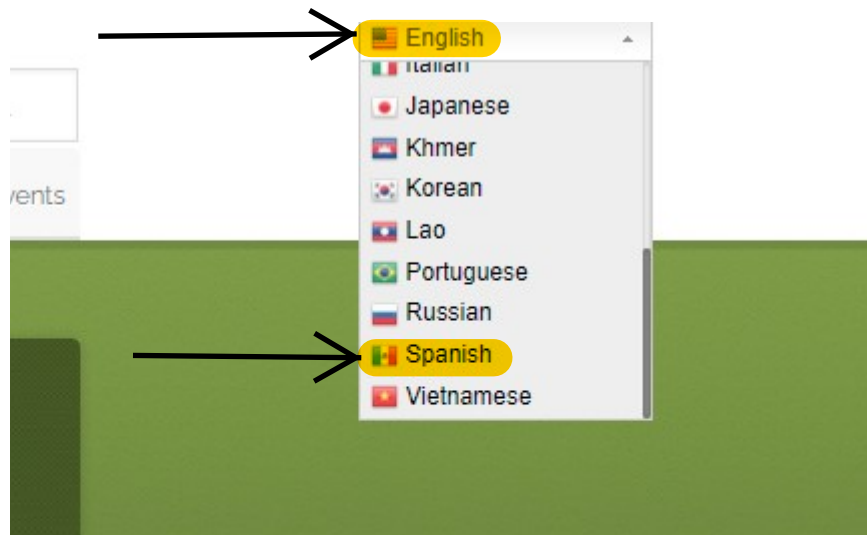 English
Italian
Japanese
Khmer
Korean
vents
Lao
Portuguese
Russian
Spanish
Vietnamese